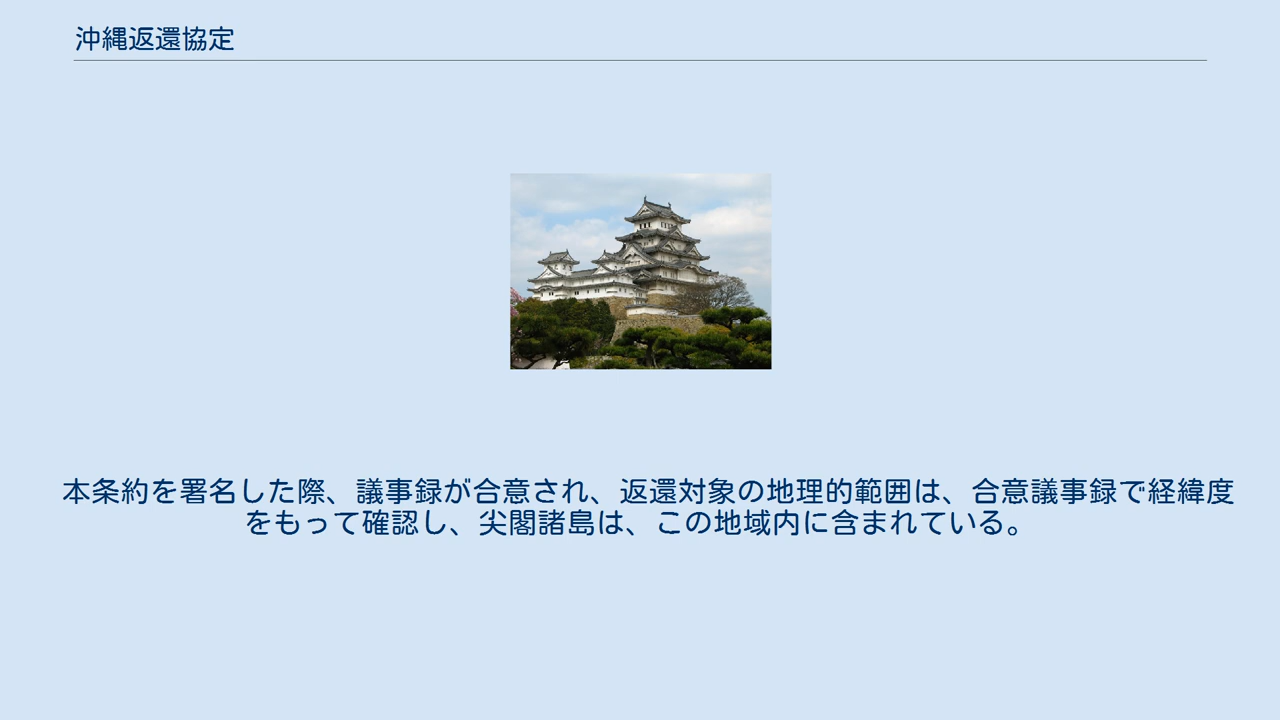 沖縄返還協定
本条約を署名した際、議事録が合意され、返還対象の地理的範囲は、合意議事録で経緯度
をもって確認し、尖閣諸島は、この地域内に含まれている。